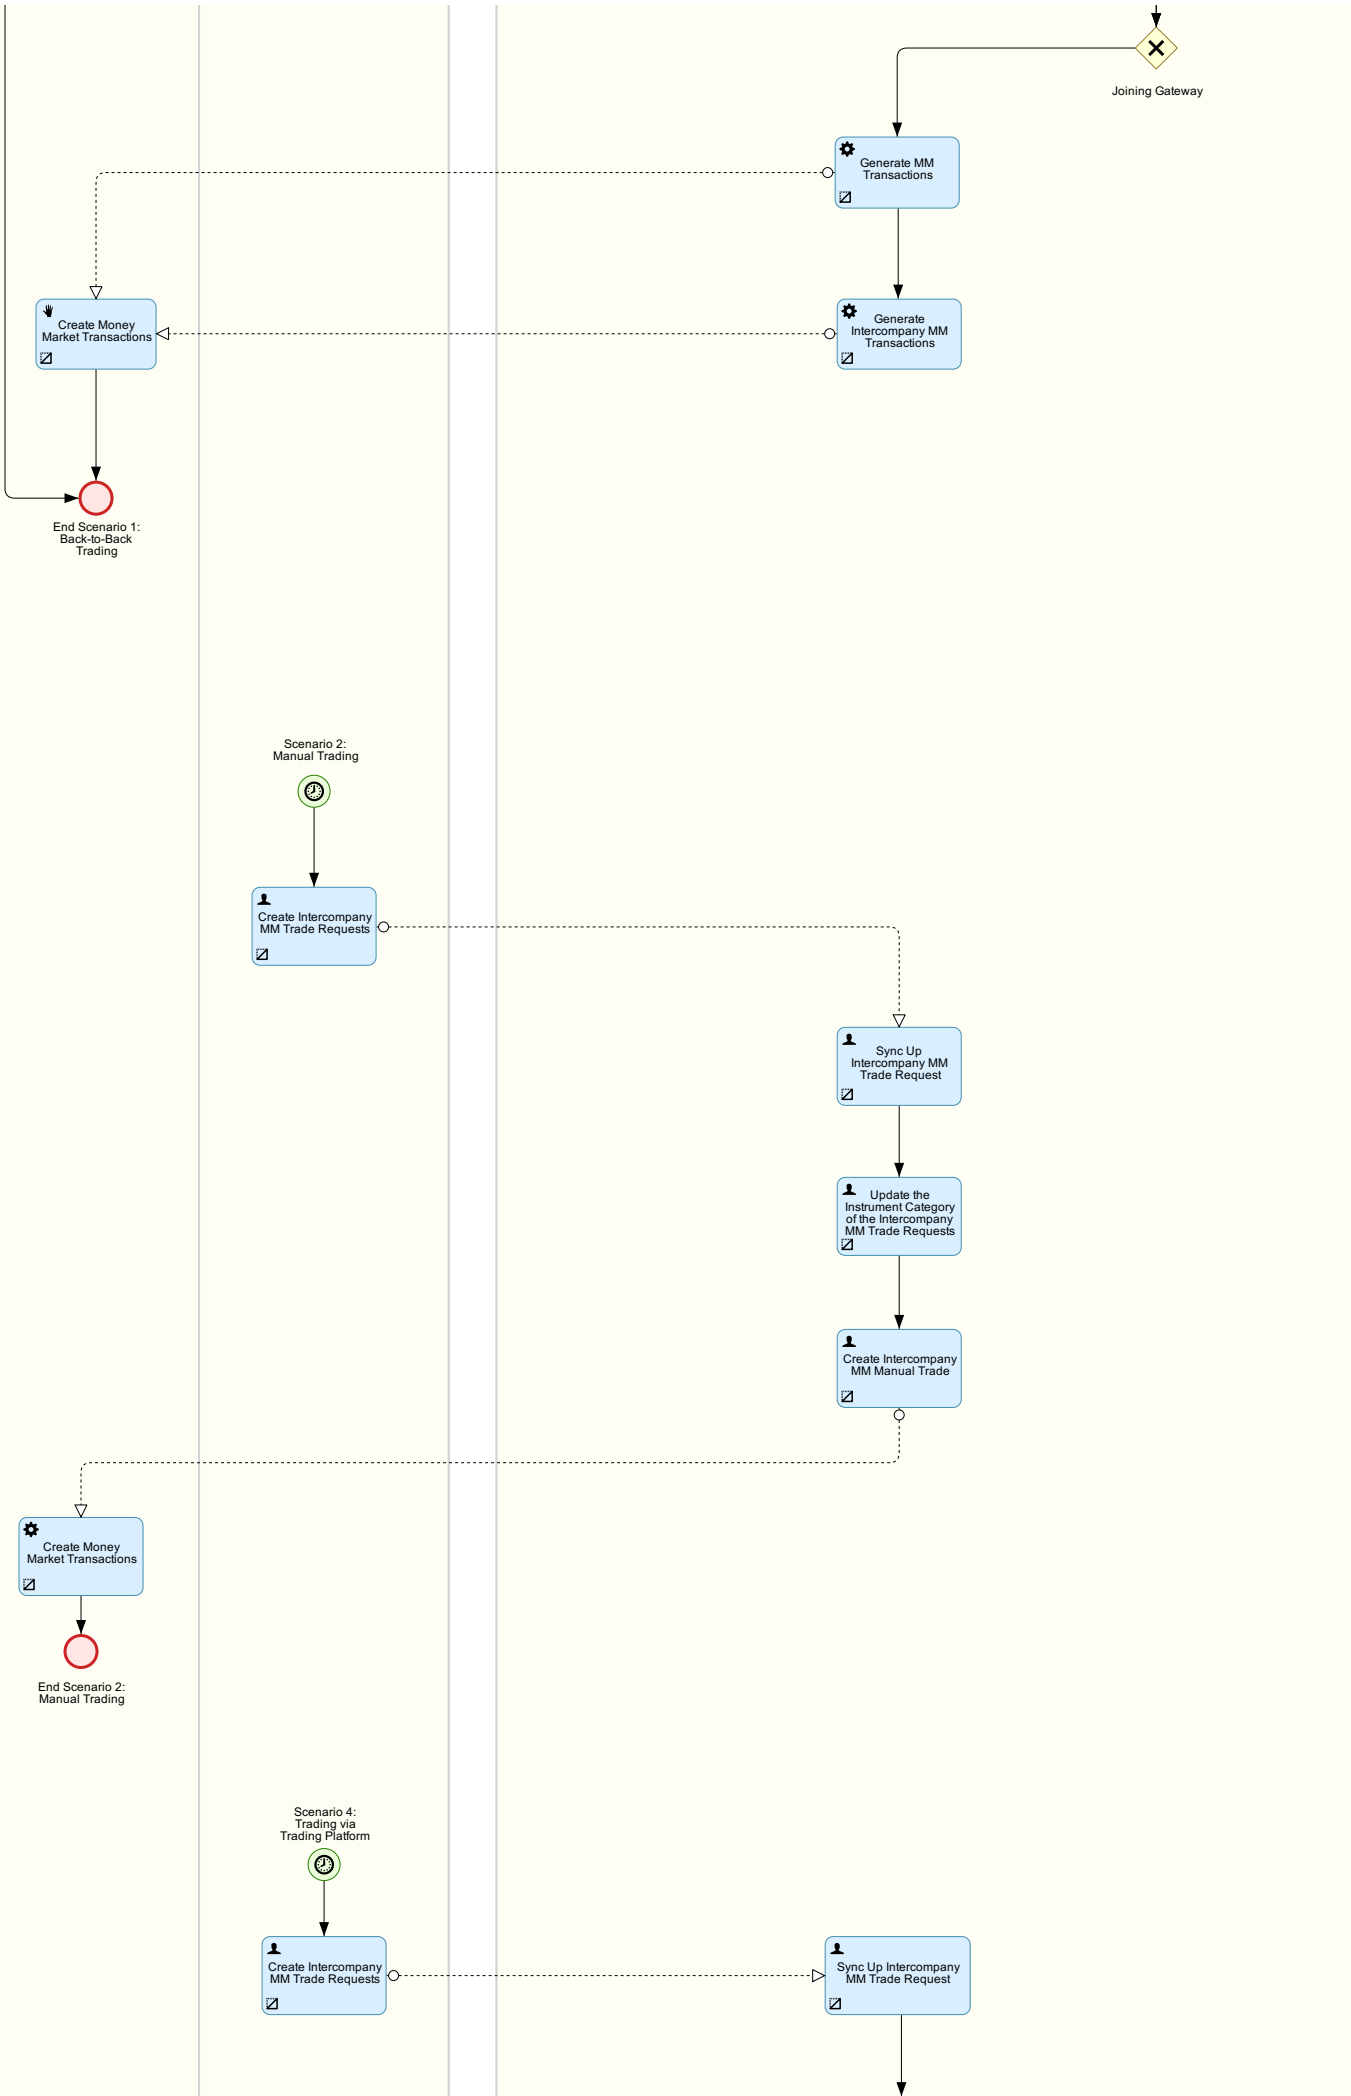 Joining Gateway
Generate MM
Transactions
Create Money
Market Transactions
Generate
Intercompany MM
Transactions
End Scenario 1:
Back-to-Back
Trading
Scenario 2:
Manual Trading
Create Intercompany
MM Trade Requests
Sync Up
Intercompany MM
Trade Request
Update the
Instrument Category
of the Intercompany
MM Trade Requests
Create Intercompany
MM Manual Trade
Create Money
Market Transactions
End Scenario 2:
Manual Trading
Scenario 4:
Trading via
Trading Platform
Create Intercompany
MM Trade Requests
Sync Up Intercompany
MM Trade Request